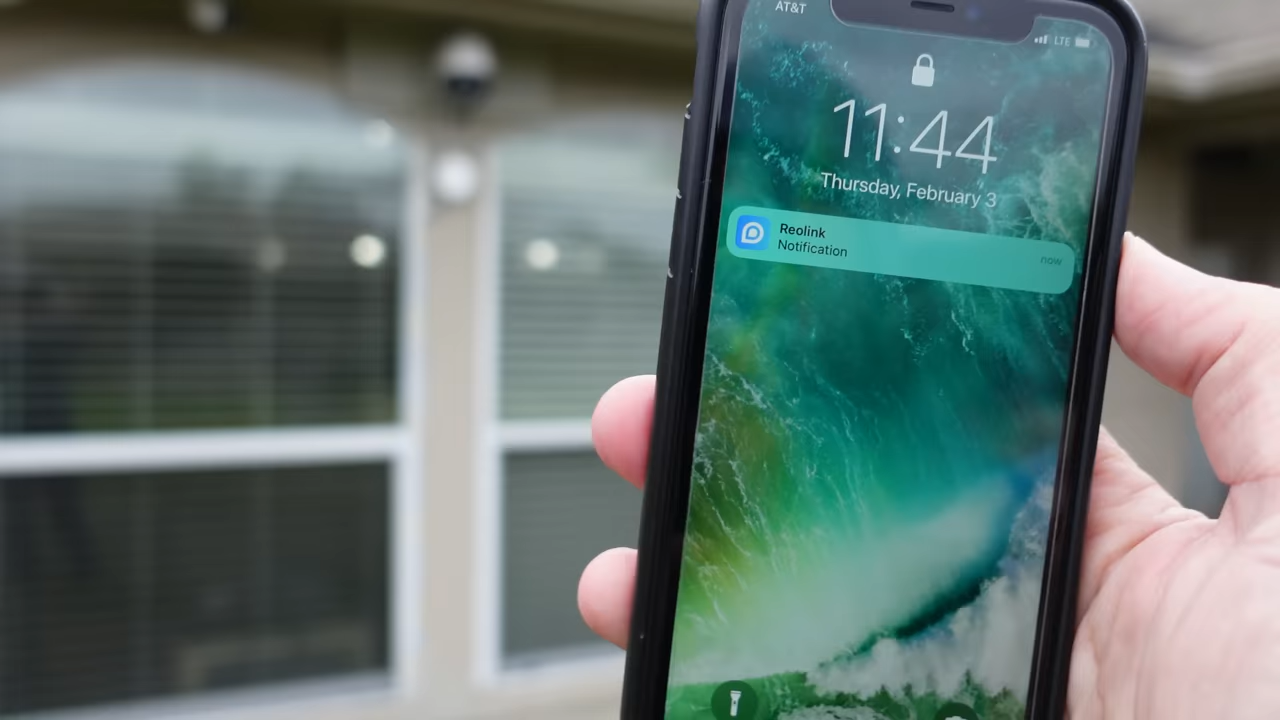 AT&T
LTE
11:44
Thursday, February 3
Reolink
Notification
now